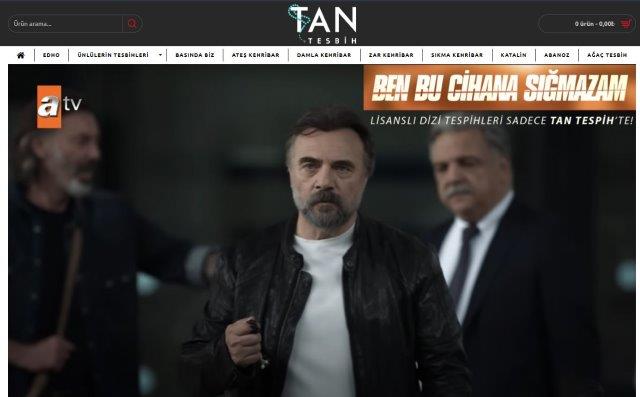 Ürün arama...
TAN
TESBİH
0 ürün - 0,00₺
EDHO
ÜNLÜLERİN TESBİHLERİ
BASINDA BİZ
ATEŞ KEHRİBAR
DAMLA KEHRİBAR
ZAR KEHRİBAR
SIKMA KEHRİBAR
KATALİN
ABANOZ
AĞAÇ TESBİH
atv
BEN BU CİHANA SIĞMAZAM
LİSANSLI DİZİ TESPİHLERİ SADECE TAN TESPİH'TE!